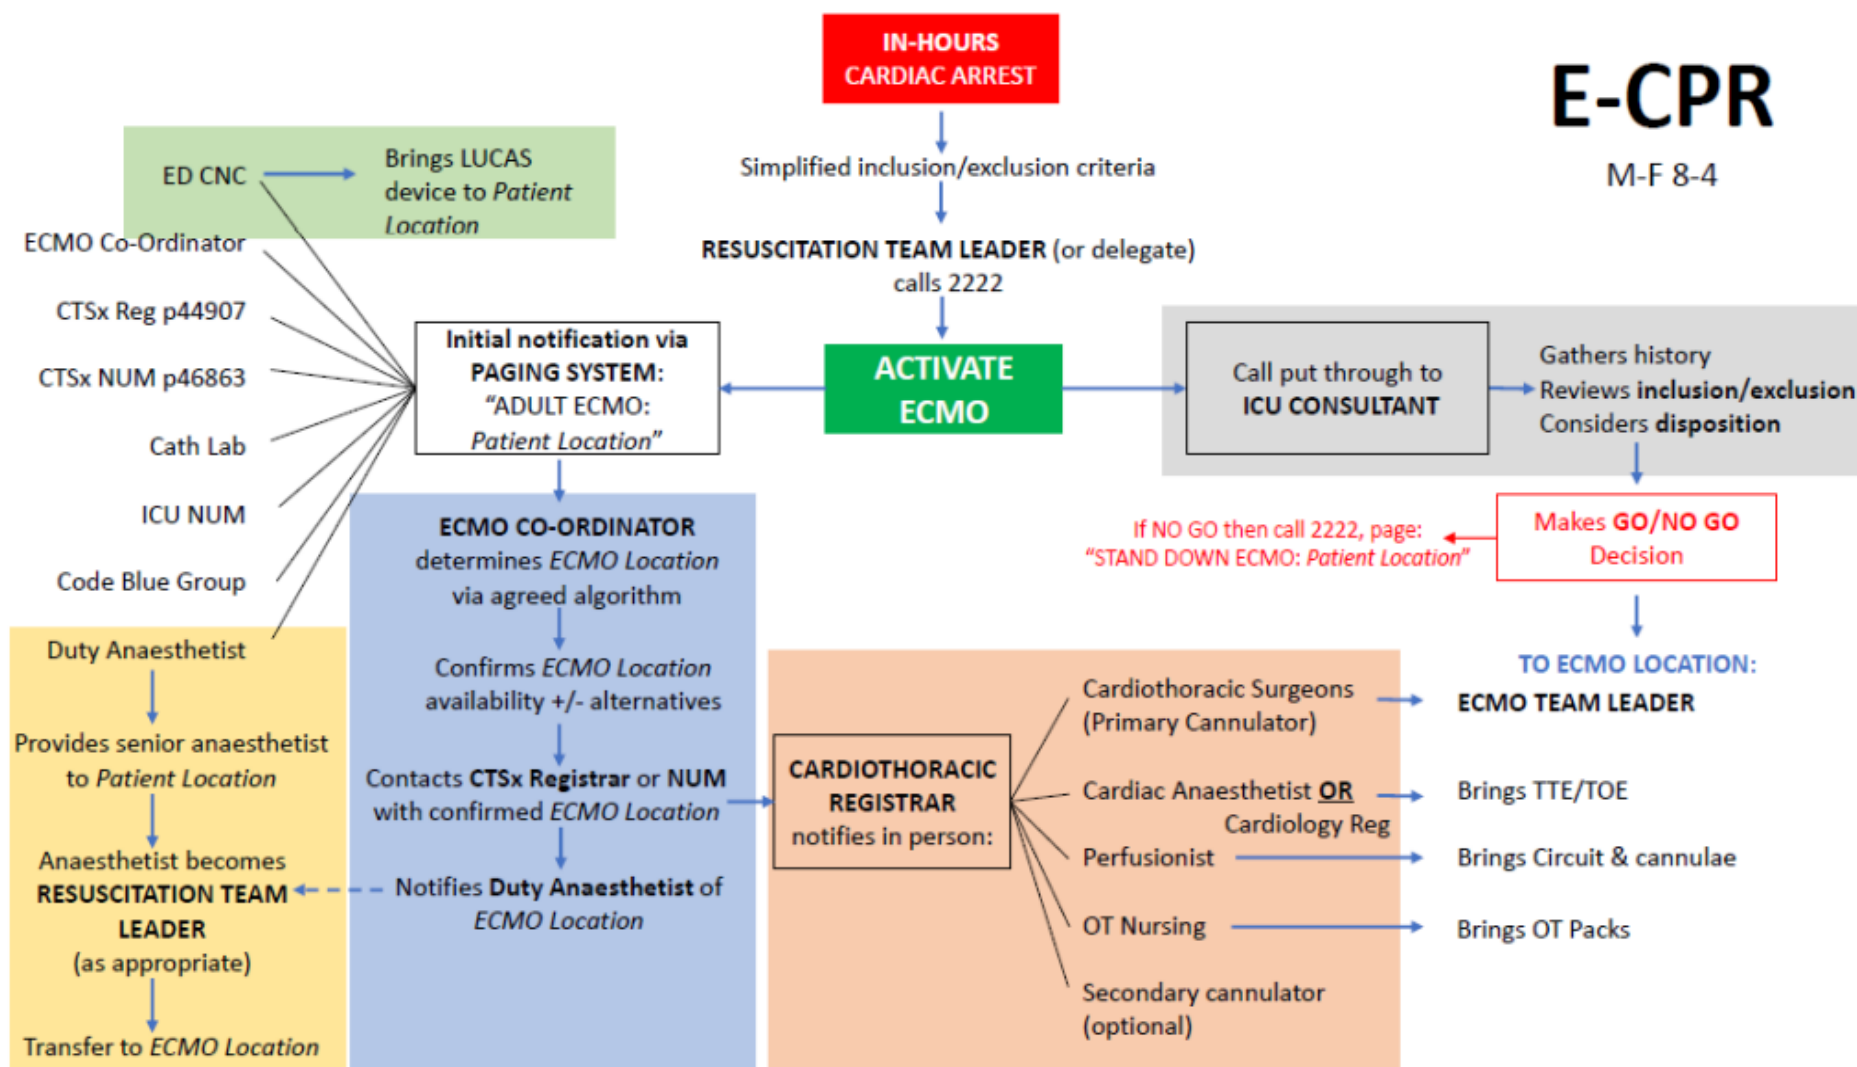 IN-HOURS
CARDIAC ARREST
E-CPR
M-F 8-4
Simplified inclusion/exclusion criteria
RESUSCITATION TEAM LEADER (or delegate)
calls 2222
ACTIVATE
ECMO
ED CNC
Brings LUCAS
device to Patient
Location
ECMO Co-Ordinator
CTSx Reg p44907
CTSx NUM p46863
Cath Lab
ICU NUM
Code Blue Group
Duty Anaesthetist
Provides senior anaesthetist
to Patient Location
Anaesthetist becomes
RESUSCITATION TEAM
LEADER
(as appropriate)
Transfer to ECMO Location
Initial notification via
PAGING SYSTEM:
“ADULT ECMO:
Patient Location”
ECMO CO-ORDINATOR
determines ECMO Location
via agreed algorithm
Confirms ECMO Location
availability +/- alternatives
Contacts CTSx Registrar or NUM
with confirmed ECMO Location
Notifies Duty Anaesthetist of
ECMO Location
CARDIOTHORACIC
REGISTRAR
notifies in person:
Cardiothoracic Surgeons
(Primary Cannulator)
Cardiac Anaesthetist OR
Cardiology Reg
Perfusionist
OT Nursing
Secondary cannulator
(optional)
Call put through to
ICU CONSULTANT
Gathers history
Reviews inclusion/exclusion
Considers disposition
Makes GO/NO GO
Decision
If NO GO then call 2222, page:
“STAND DOWN ECMO: Patient Location”
TO ECMO LOCATION:
ECMO TEAM LEADER
Brings TTE/TOE
Brings Circuit & cannulae
Brings OT Packs